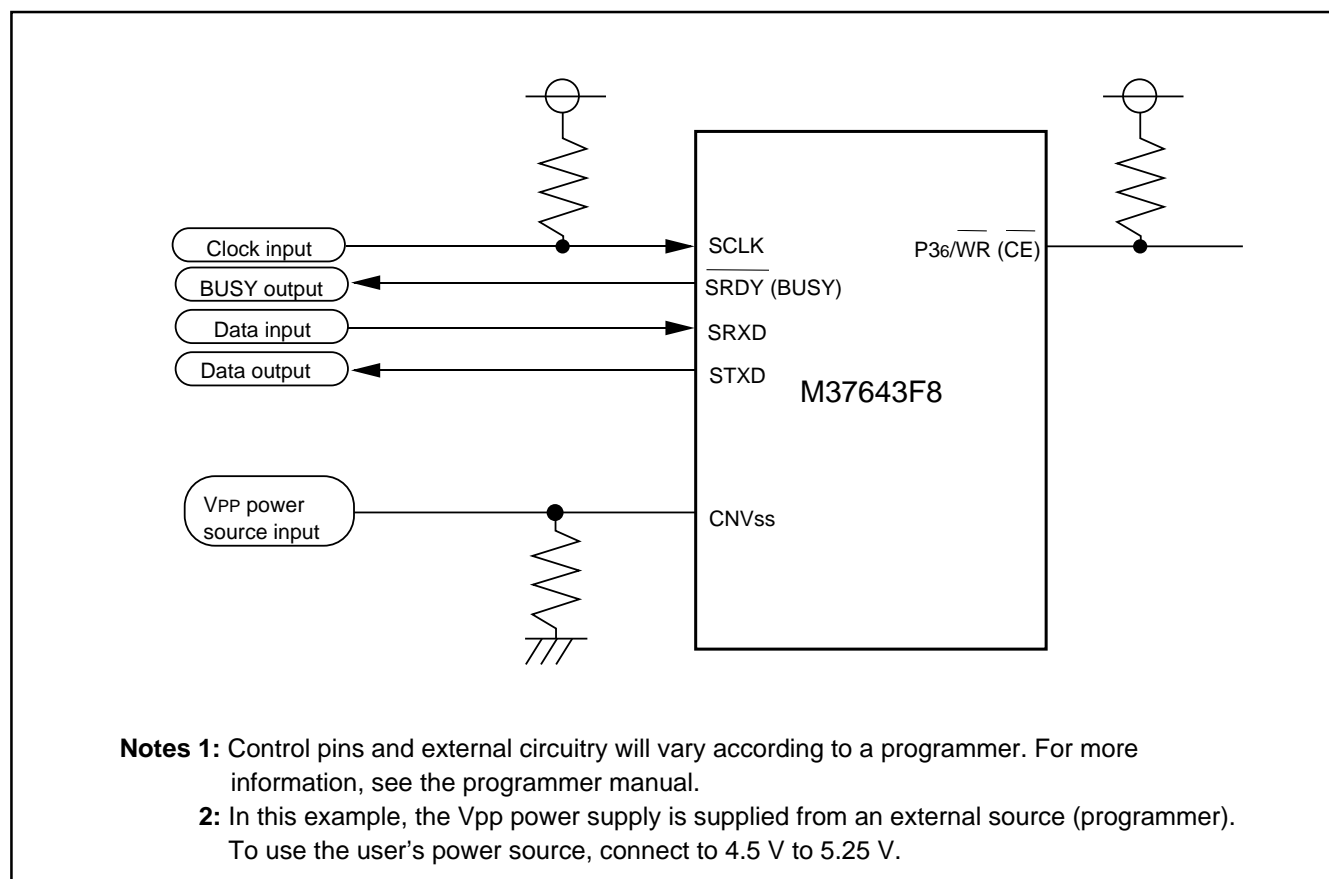 Clock input
BUSY output
Data input
Data output
VPP power
source input
SCLK
SRDY (BUSY)
SRXD
STXD
CNVss
P36/WR (CE)
M37643F8
Notes 1: Control pins and external circuitry will vary according to a programmer. For more
information, see the programmer manual.
2: In this example, the Vpp power supply is supplied from an external source (programmer).
To use the user's power source, connect to 4.5 V to 5.25 V.